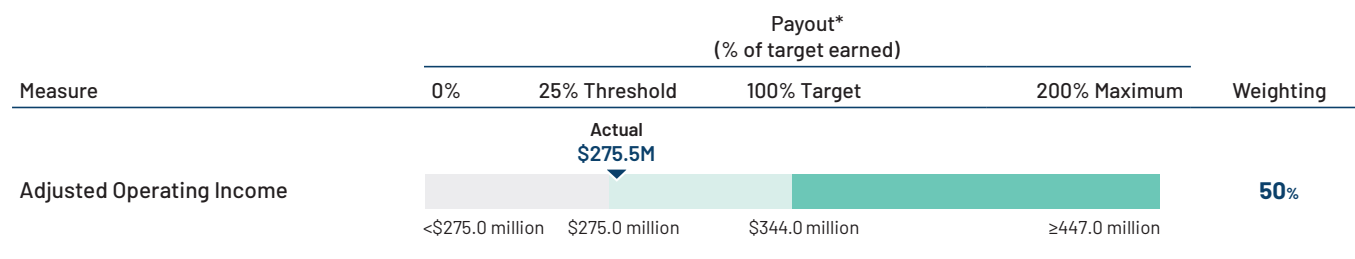 Payout*
(% of target earned)
Measure 0% 25% Threshold 100% Target 200% Maximum Weighting
Actual
$275.5M
Adjusted Operating Income 50%
<$275.0 million $275.0 million $344.0 million ≥447.0 million